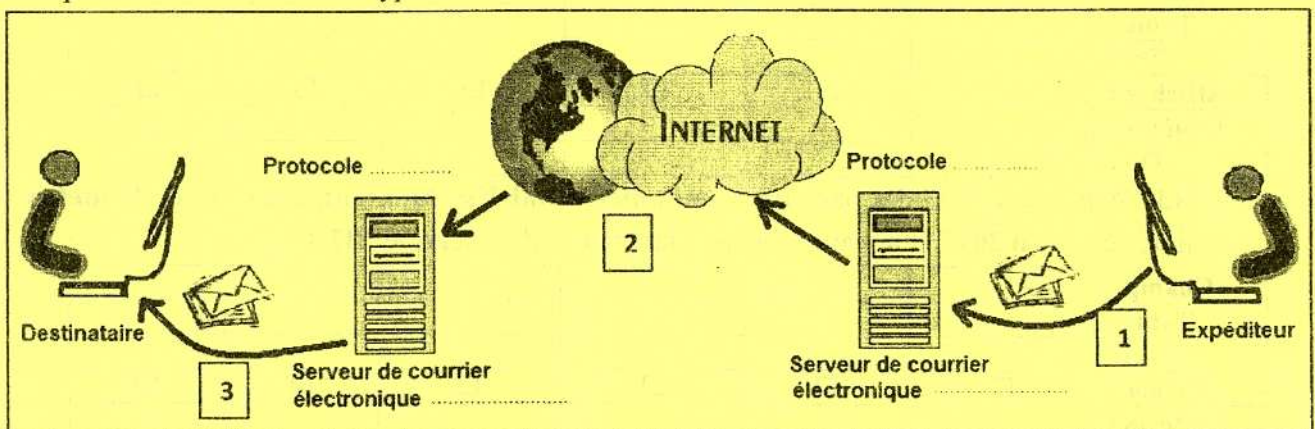 INTERNET
Protocole ....................
Protocole ....................
2
Destinataire
Serveur de courrier
électronique ....................
3
Serveur de courrier
électronique ....................
1
Expéditeur